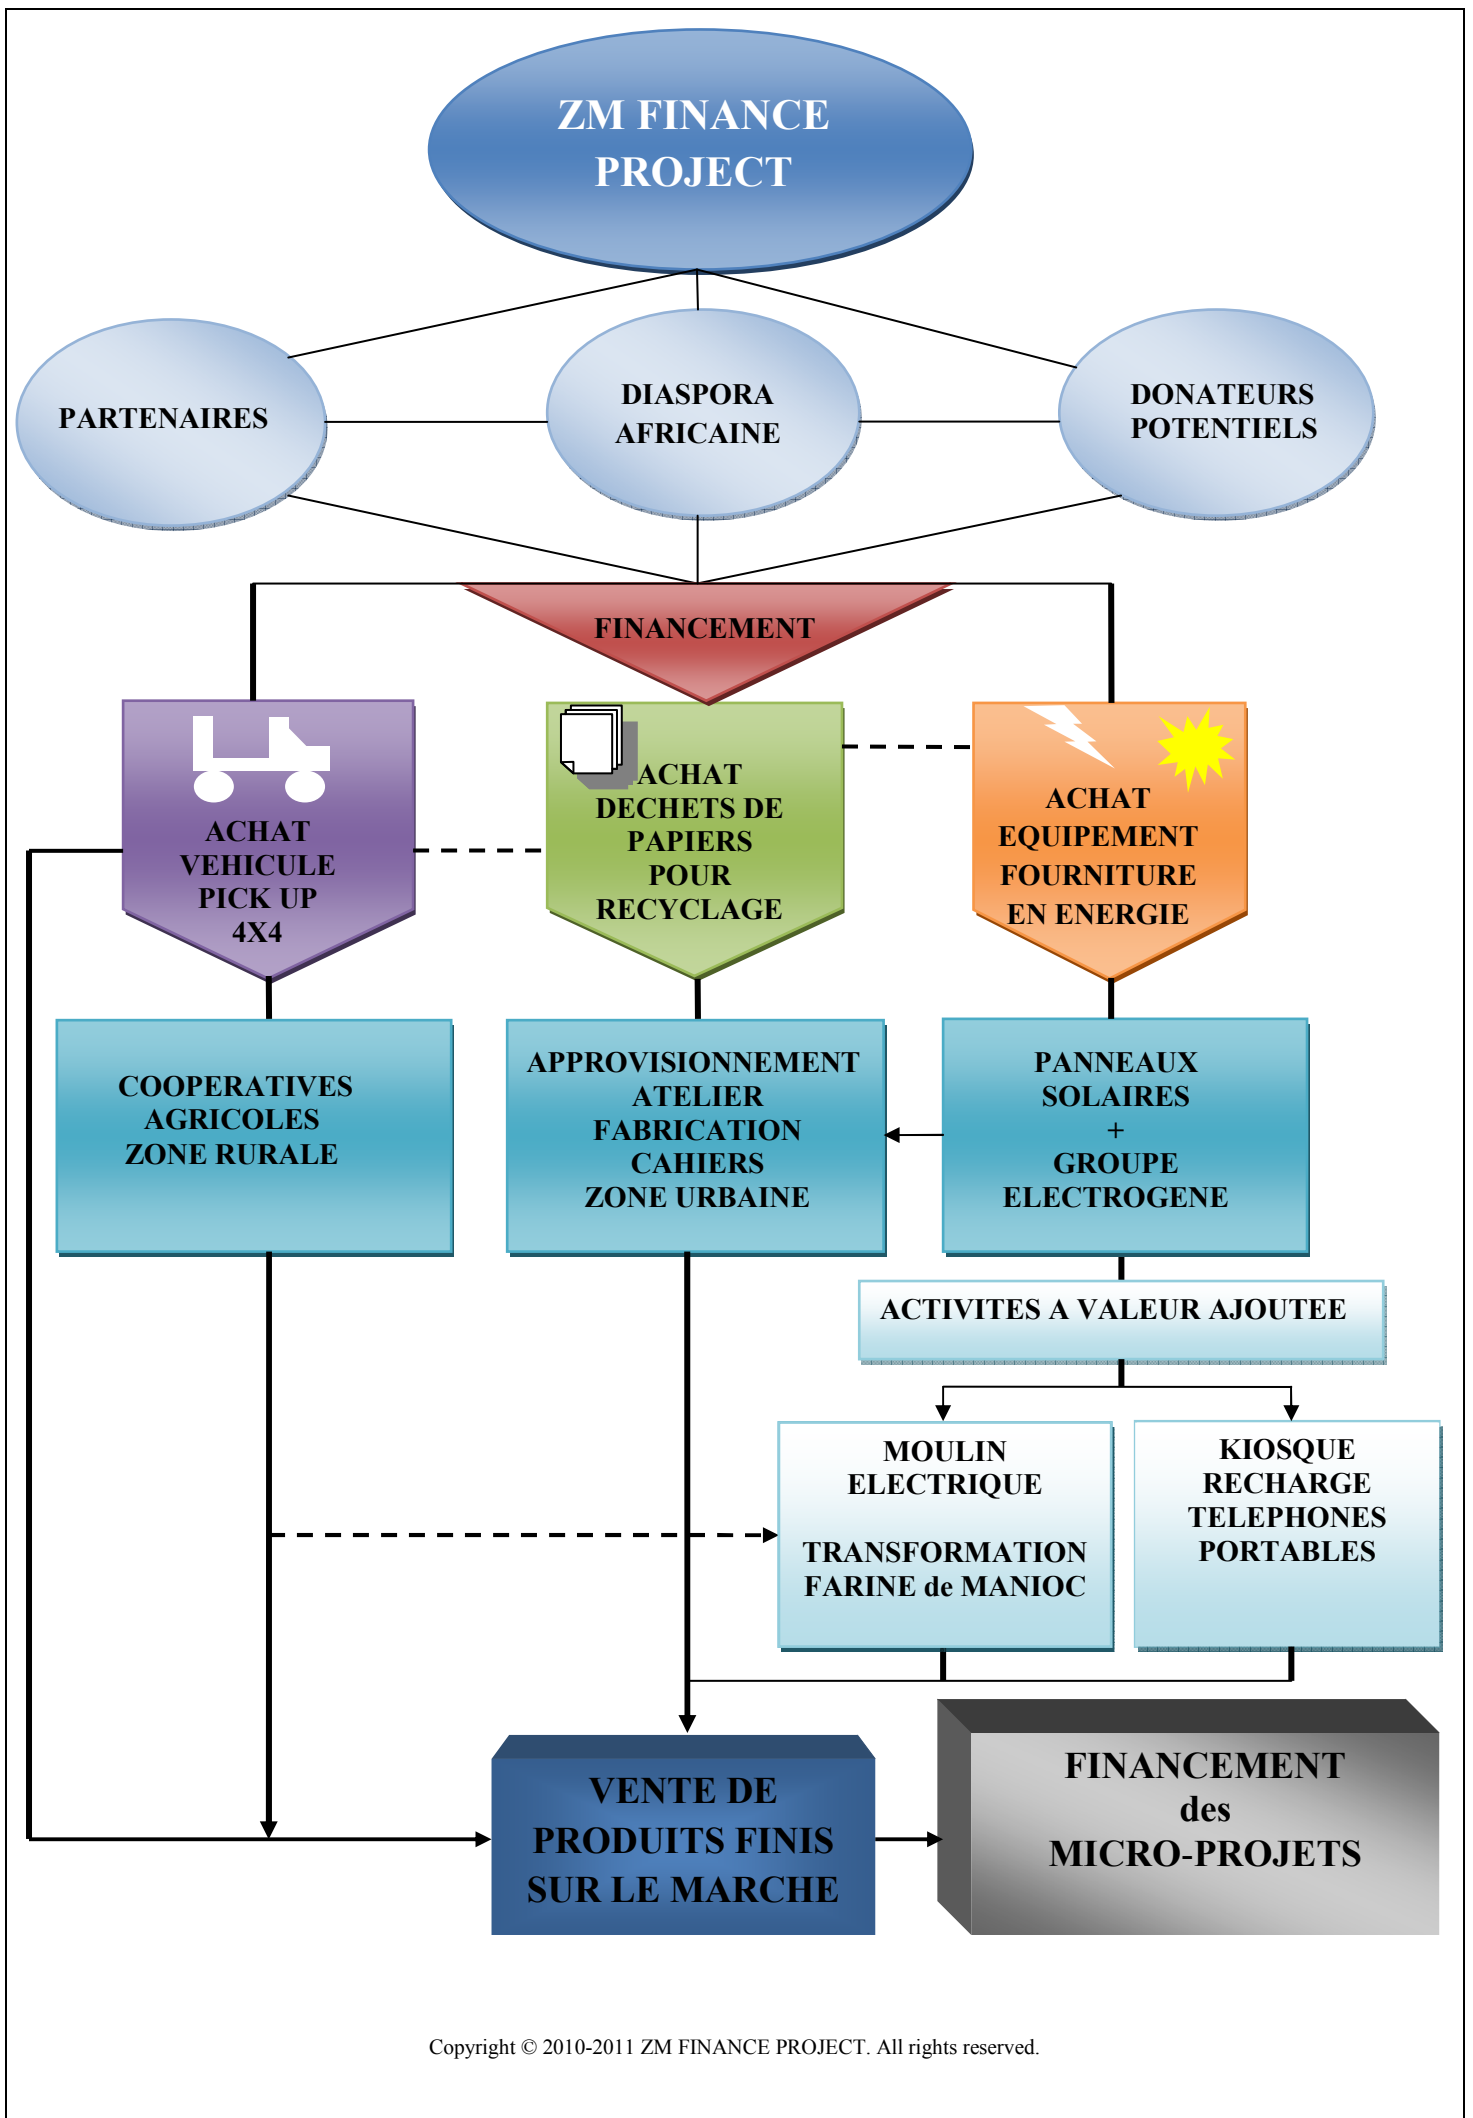 ZM FINANCE
PROJECT
PARTENAIRES
DIASPORA
AFRICAINE
DONATEURS
POTENTIELS
FINANCEMENT
ACHAT
VEHICULE
PICK UP
4X4
ACHAT
DECHETS DE
PAPIERS
POUR
RECYCLAGE
ACHAT
EQUIPEMENT
FOURNITURE
EN ENERGIE
COOPERATIVES
AGRICOLES
ZONE RURALE
APPROVISIONNEMENT
ATELIER
FABRICATION
CAHIERS
ZONE URBAINE
PANNEAUX
SOLAIRES
+
GROUPE
ELECTROGENE
ACTIVITES A VALEUR AJOUTEE
MOULIN
ELECTRIQUE
TRANSFORMATION
FARINE de MANIOC
KIOSQUE
RECHARGE
TELEPHONES
PORTABLES
VENTE DE
PRODUITS FINIS
SUR LE MARCHE
FINANCEMENT
des
MICRO-PROJETS
Copyright © 2010-2011 ZM FINANCE PROJECT. All rights reserved.